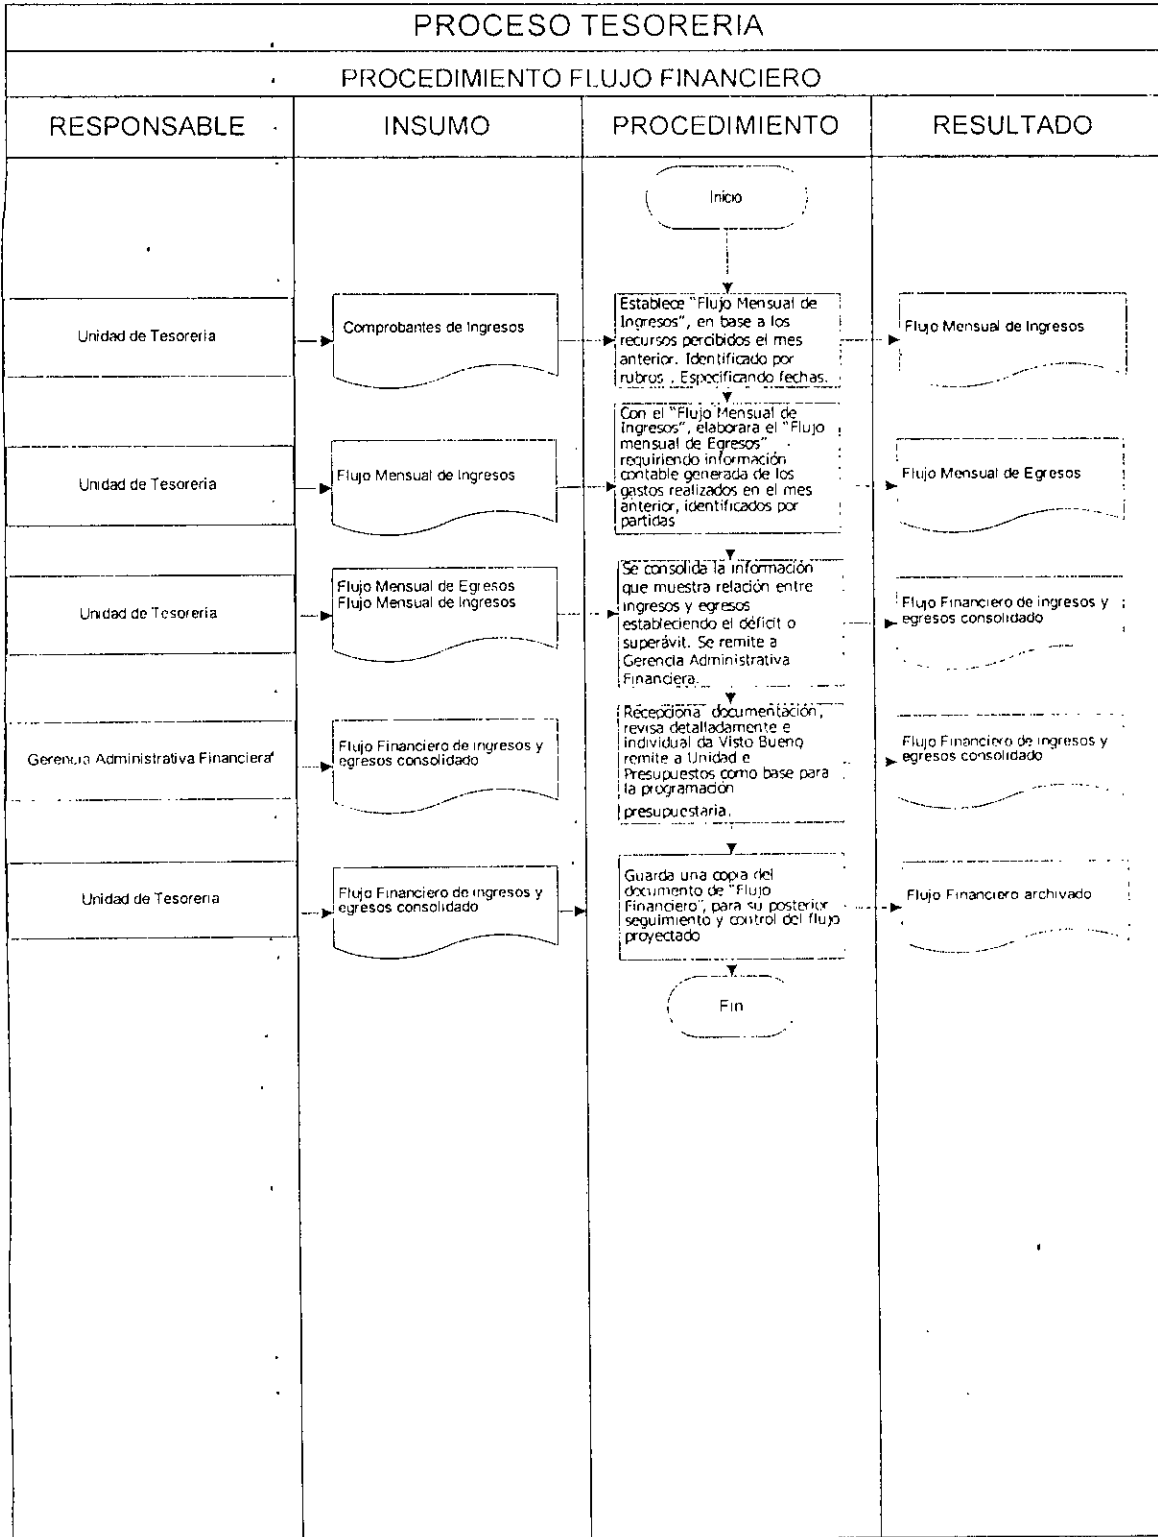 PROCESO TESORERIA
PROCEDIMIENTO FLUJO FINANCIERO
RESPONSABLE
INSUMO
PROCEDIMIENTO
RESULTADO
Inicio
Unidad de Tesoreria
Comprobantes de Ingresos
Establece "Flujo Mensual de
Ingresos", en base a los
recursos percibidos el mes
anterior. Identificado por
rubros . Especificando fechas.
Flujo Mensual de Ingresos
Unidad de Tesoreria
Flujo Mensual de Ingresos
Con el "Flujo Mensual de
Ingresos", elaborara el "Flujo
mensual de Egresos"
requiriendo información
contable generada de los
gastos realizados en el mes
anterior, identificados por
partidas
Flujo Mensual de Egresos
Unidad de Tesoreria
Flujo Mensual de Egresos
Flujo Mensual de Ingresos
Se consolida la información
que muestra relación entre
ingresos y egresos
estableciendo el déficit o
superávit. Se remite a
Gerencia Administrativa
Financiera.
Flujo Financiero de ingresos y
egresos consolidado
Gerencia Administrativa Financiera
Flujo Financiero de ingresos y
egresos consolidado
Recepciona documentación,
revisa detalladamente e
individual da Visto Bueno
remite a Unidad e
Presupuestos como base para
la programación
presupuestaria.
Flujo Financiero de ingresos y
egresos consolidado
Unidad de Tesoreria
Flujo Financiero de ingresos y
egresos consolidado
Guarda una copia del
documento de "Flujo
Financiero", para su posterior
seguimiento y control del flujo
proyectado
Flujo Financiero archivado
Fin